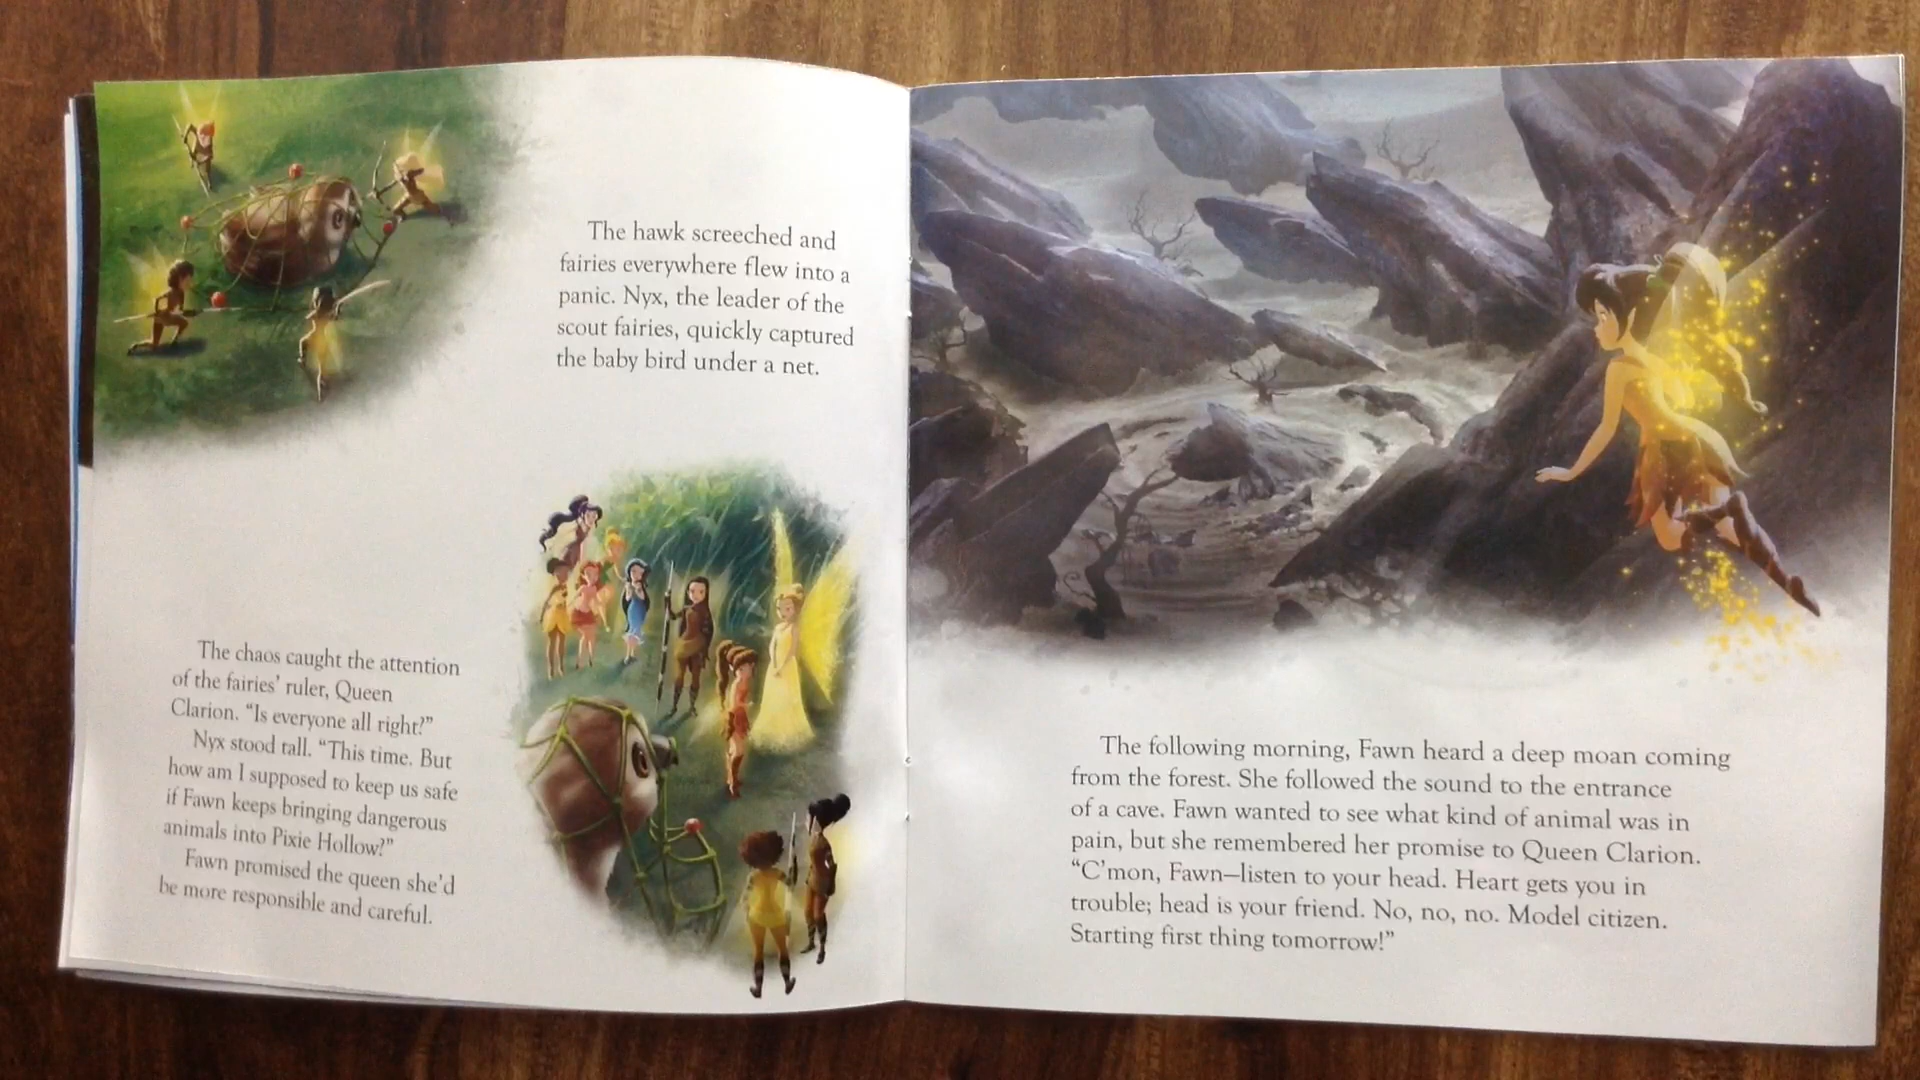 The hawk screeched and
fairies everywhere flew into a
panic. Nyx, the leader of the
scout fairies, quickly captured
the baby bird under a net.
The chaos caught the attention
of the fairies’ ruler, Queen
Clarion. “Is everyone all right?”
Nyx stood tall. “This time. But
how am I supposed to keep us safe
if Fawn keeps bringing dangerous
animals into Pixie Hollow?”
Fawn promised the queen she’d
be more responsible and careful.
The following morning, Fawn heard a deep moan coming
from the forest. She followed the sound to the entrance
of a cave. Fawn wanted to see what kind of animal was in
pain, but she remembered her promise to Queen Clarion.
“C’mon, Fawn—listen to your head. Heart gets you in
trouble; head is your friend. No, no, no. Model citizen.
Starting first thing tomorrow!”